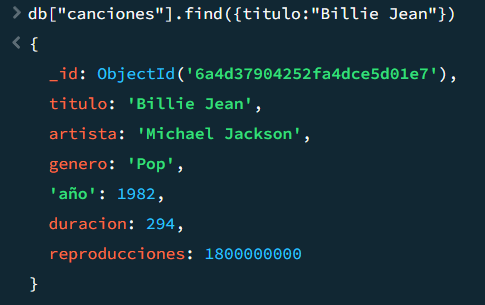 > db["canciones"].find({titulo:"Billie Jean"})
< {
_id: ObjectId('6a4d37904252fa4dce5d01e7'),
titulo: 'Billie Jean',
artista: 'Michael Jackson',
genero: 'Pop',
'año': 1982,
duracion: 294,
reproducciones: 1800000000
}